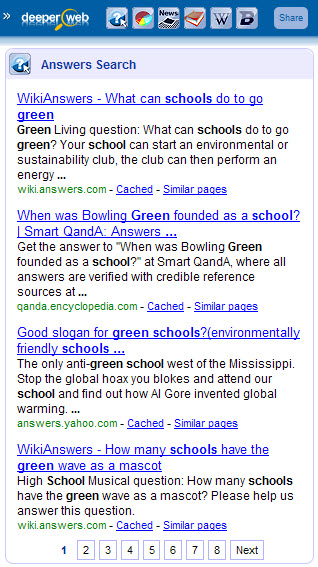 » deeperweb News W B Share
Answers Search
WikiAnswers - What can schools do to go
green
Green Living question: What can schools do to go
green? Your school can start an environmental or
sustainability club, the club can then perform an
energy ...
wiki.answers.com - Cached - Similar pages
When was Bowling Green founded as a school?
| Smart QandA: Answers ...
Get the answer to "When was Bowling Green
founded as a school?" at Smart QandA, where all
answers are verified with credible reference
sources at ...
qanda.encyclopedia.com - Cached - Similar pages
Good slogan for green schools?(environmentally
friendly schools ...
The only anti-green school west of the Mississippi.
Stop the global hoax you blokes and attend our
school and find out how Al Gore invented global
warming. ...
answers.yahoo.com - Cached - Similar pages
WikiAnswers - How many schools have the
green wave as a mascot
High School Musical question: How many schools
have the green wave as a mascot? Please help us
answer this question.
wiki.answers.com - Cached - Similar pages
1 2 3 4 5 6 7 8 Next